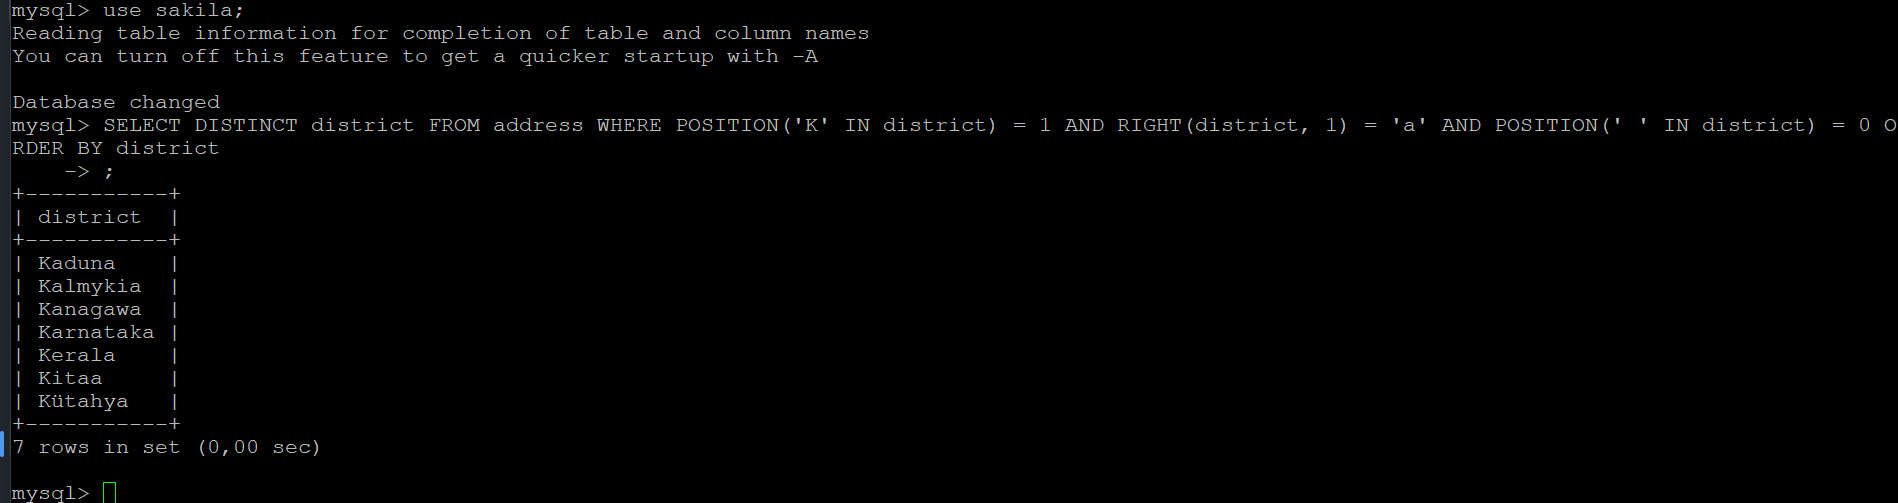 mysql> use sakila;
Reading table information for completion of table and column names
You can turn off this feature to get a quicker startup with -A
Database changed
mysql> SELECT DISTINCT district FROM address WHERE POSITION('K' IN district) = 1 AND RIGHT(district, 1) = 'a' AND POSITION(' ' IN district) = 0 O
RDER BY district
    -> ;
+-----------+
| district  |
+-----------+
| Kaduna    |
| Kalmykia  |
| Kanagawa  |
| Karnataka |
| Kerala    |
| Kitaa     |
| Kütahya   |
+-----------+
7 rows in set (0,00 sec)
mysql>